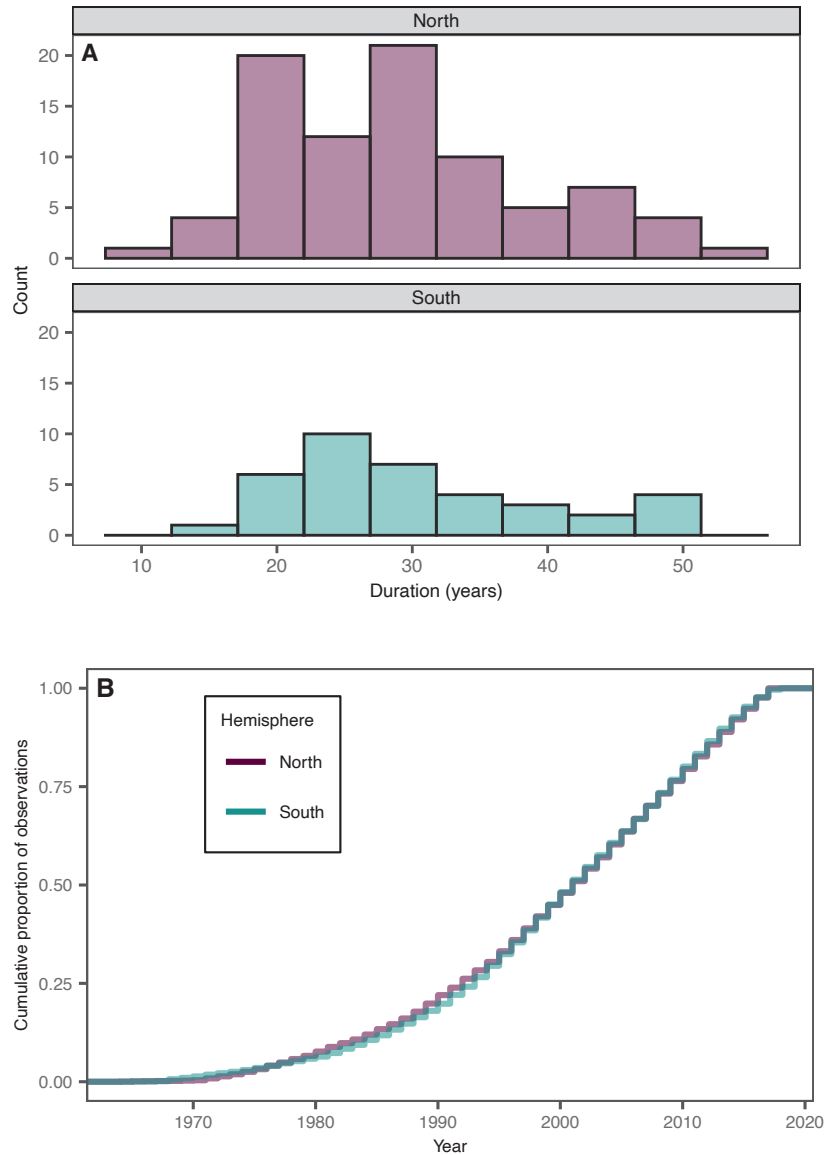 North
A
20
15
10
5
0
Count
South
20
15
10
5
0
10 20 30 40 50
Duration (years)
B
1.00
0.75
0.50
0.25
0.00
Cumulative proportion of observations
Hemisphere
North
South
1970 1980 1990 2000 2010 2020
Year